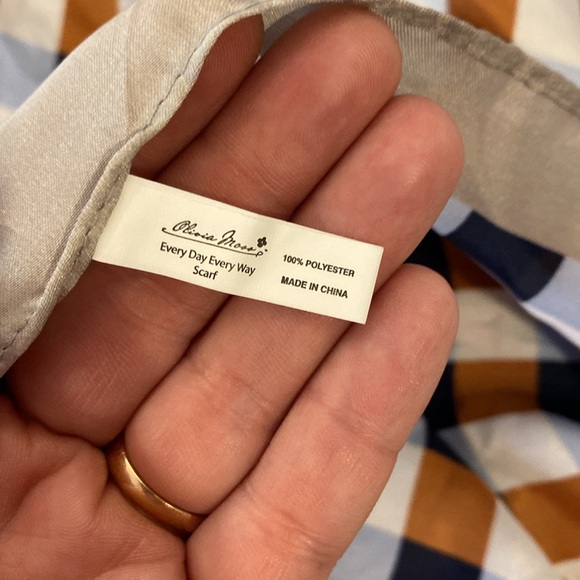 Olivia Moss
Every Day Every Way
Scarf
100% POLYESTER
MADE IN CHINA